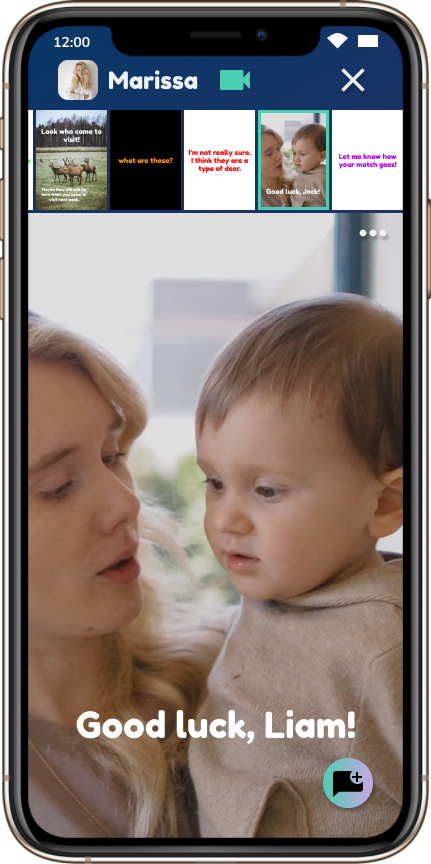 12:00
Marissa
Look who came to
visit!
Maybe they will still be
here when you come to
visit next week.
what are those?
I'm not really sure.
I think they are a
type of deer.
Good luck, Jack!
Let me know how
your match goes!
Good luck, Liam!